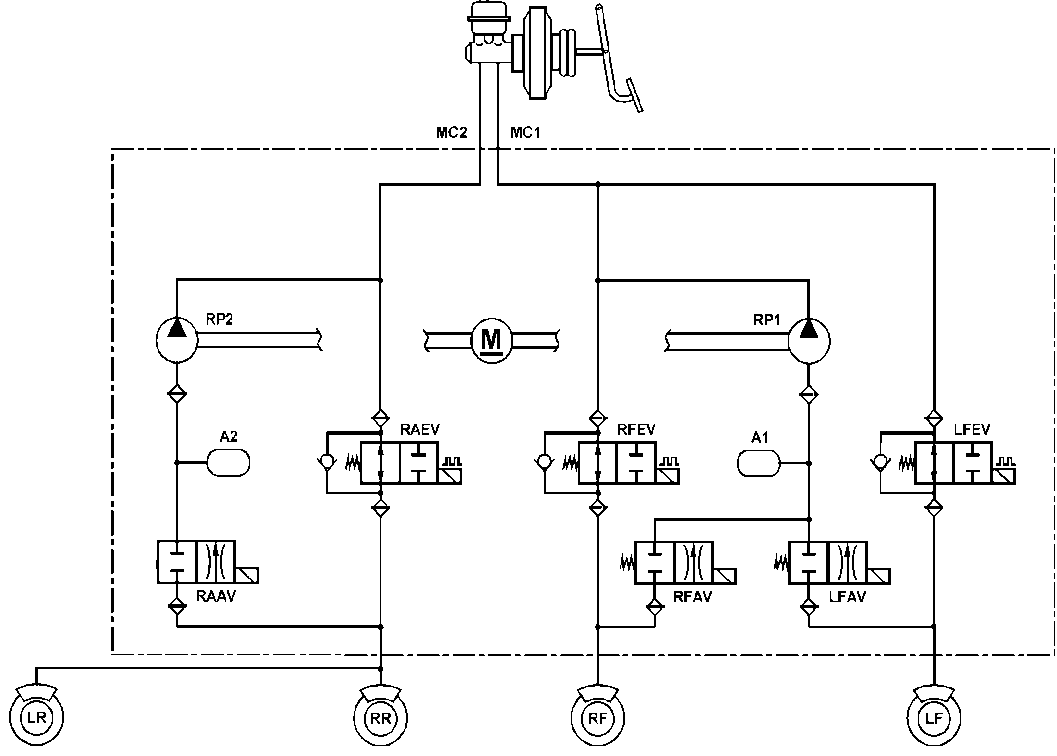 MC2 MC1
RP2 M RP1
A2 RAEV RFEV A1 LFEV
RAAV RFAV LFAV
LR RR RF LF